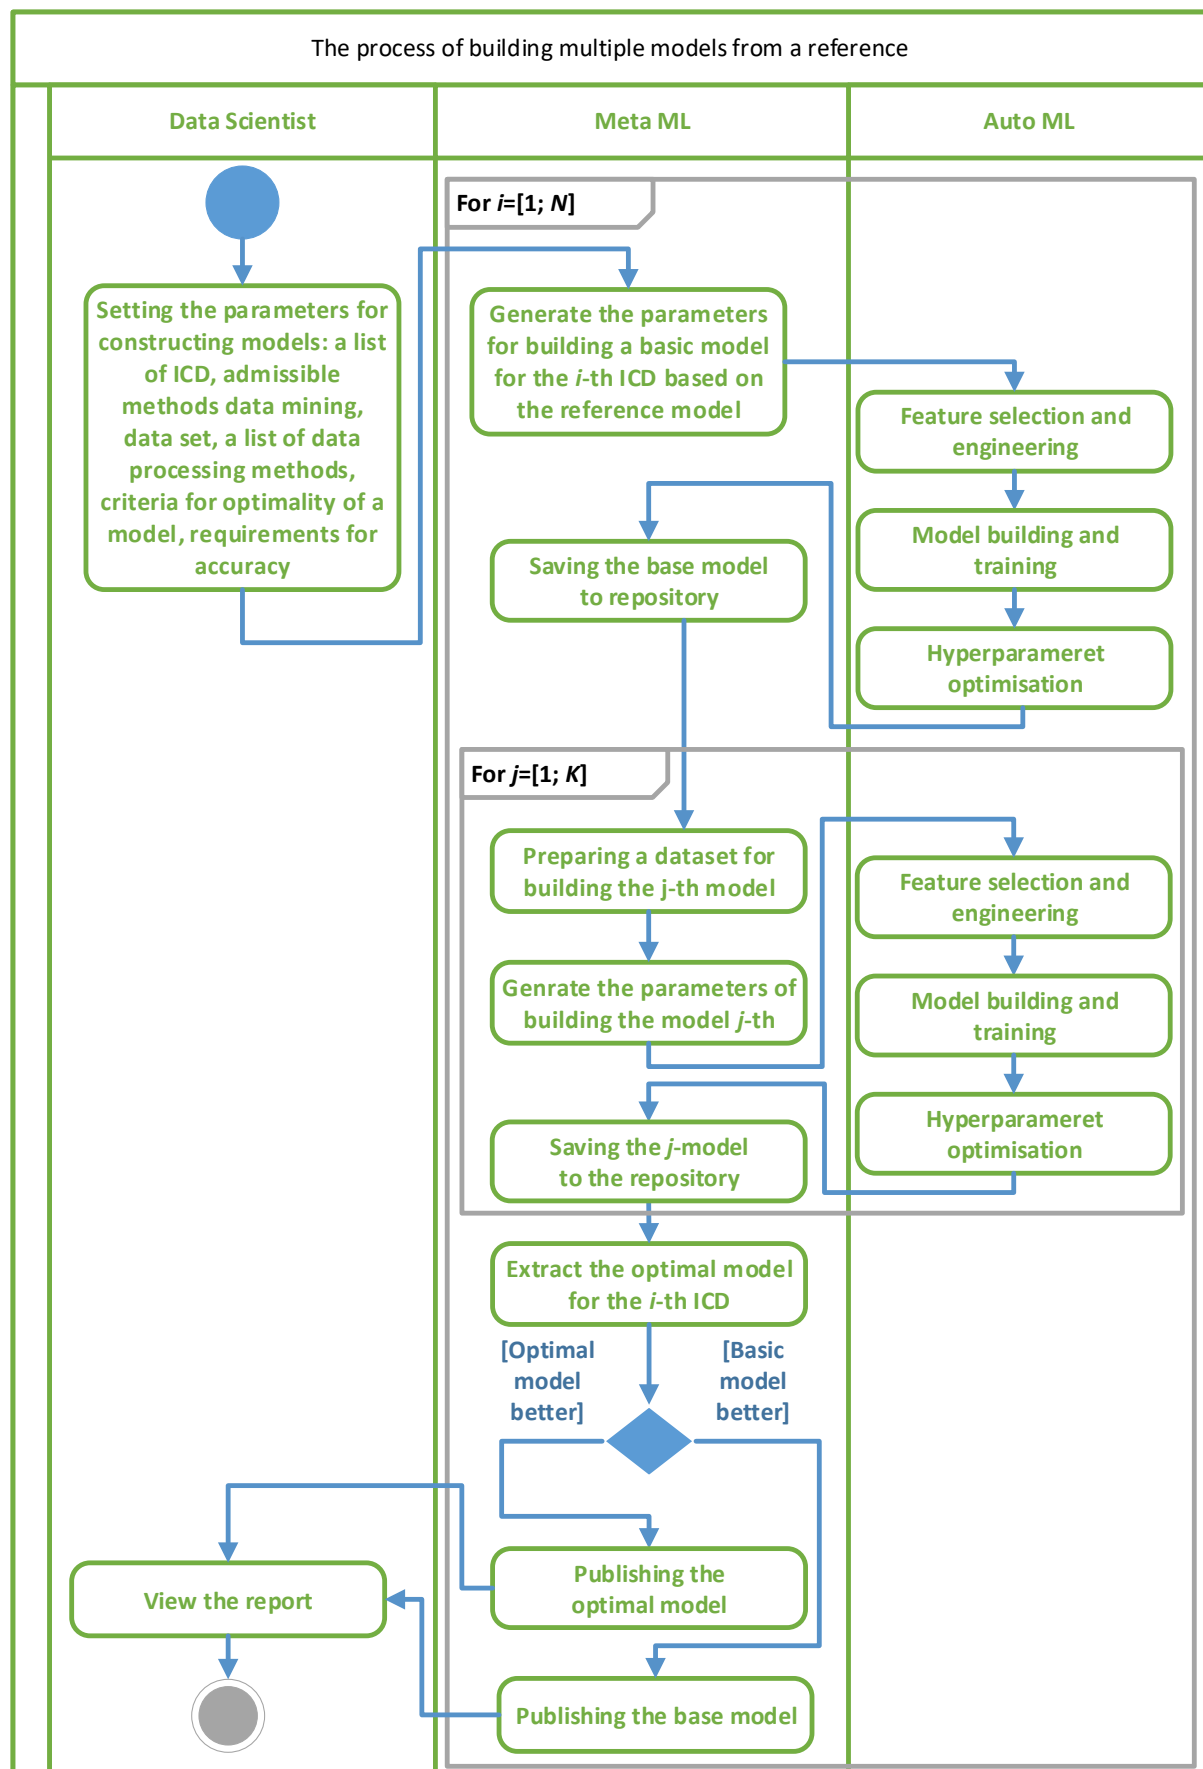 The process of building multiple models from a reference
Data Scientist
Meta ML
Auto ML
For i=[1; N]
Setting the parameters for
constructing models: a list
of ICD, admissible
methods data mining,
data set, a list of data
processing methods,
criteria for optimality of a
model, requirements for
accuracy
Generate the parameters
for building a basic model
for the i-th ICD based on
the reference model
Feature selection and
engineering
Model building and
training
Hyperparameret
optimisation
Saving the base model
to repository
For j=[1; K]
Preparing a dataset for
building the j-th model
Genrate the parameters of
building the model j-th
Feature selection and
engineering
Model building and
training
Hyperparameret
optimisation
Saving the j-model
to the repository
Extract the optimal model
for the i-th ICD
[Optimal
model
better]
[Basic
model
better]
Publishing the
optimal model
View the report
Publishing the base model